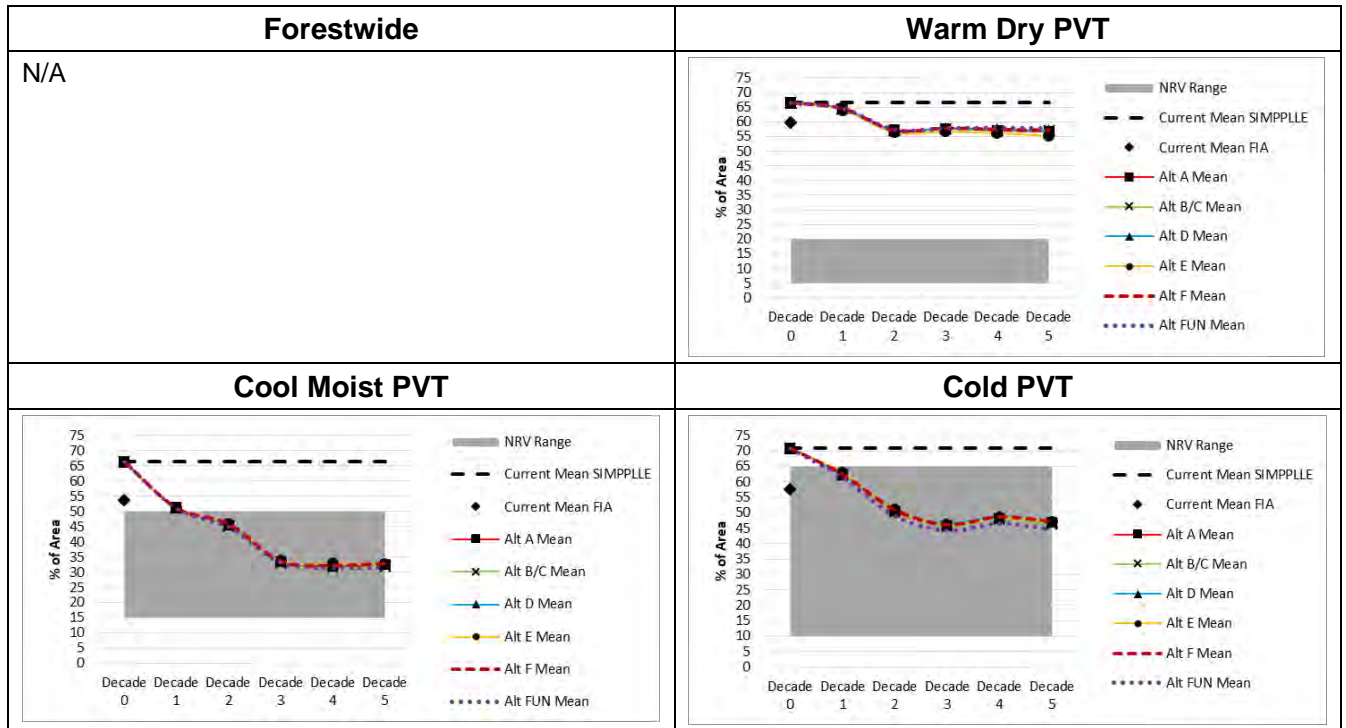 Forestwide
Warm Dry PVT
N/A
75
70
65
60
55
50
45
40
35
30
25
20
15
10
5
0
% of Area
Decade Decade Decade Decade Decade Decade
0 1 2 3 4 5
NRV Range
Current Mean SIMPPLLE
Current Mean FIA
Alt A Mean
Alt B/C Mean
Alt D Mean
Alt E Mean
Alt F Mean
Alt FUN Mean
Cool Moist PVT
Cold PVT
75
70
65
60
55
50
45
40
35
30
25
20
15
10
5
0
% of Area
Decade Decade Decade Decade Decade Decade
0 1 2 3 4 5
NRV Range
Current Mean SIMPPLLE
Current Mean FIA
Alt A Mean
Alt B/C Mean
Alt D Mean
Alt E Mean
Alt F Mean
Alt FUN Mean
75
70
65
60
55
50
45
40
35
30
25
20
15
10
5
0
% of Area
Decade Decade Decade Decade Decade Decade
0 1 2 3 4 5
NRV Range
Current Mean SIMPPLLE
Current Mean FIA
Alt A Mean
Alt B/C Mean
Alt D Mean
Alt E Mean
Alt F Mean
Alt FUN Mean